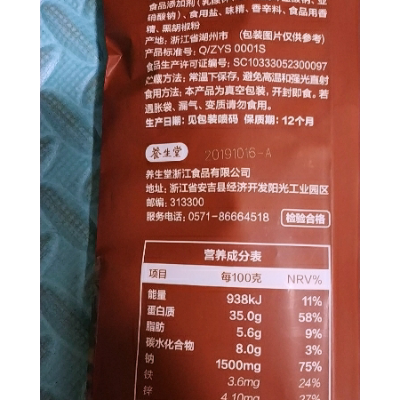 食品添加剂
硝酸钠)、食用盐、味精、香辛料、食品用香
精、黑胡椒粉
产地:浙江省湖州市 (包装图片仅供参考)
产品标准号:Q/ZYS 0001S
食品生产许可证编号:SC10333052300097
贮藏方法:常温下保存,避免高温和强光直射
食用方法:本产品为真空包装,开封即食。若
遇胀袋、漏气、变质请勿食用。
生产日期:见包装喷码 保质期:12个月
养生堂 20191016-A
养生堂浙江食品有限公司
地址:浙江省安吉县经济开发阳光工业园区
邮编:313300
服务电话:0571-86664518 检验合格
营养成分表
项目 每100克 NRV%
能量 938kJ 11%
蛋白质 35.0g 58%
脂肪 5.6g 9%
碳水化合物 8.0g 3%
钠 1500mg 75%
铁 3.6mg 24%
锌 4.10mg 27%